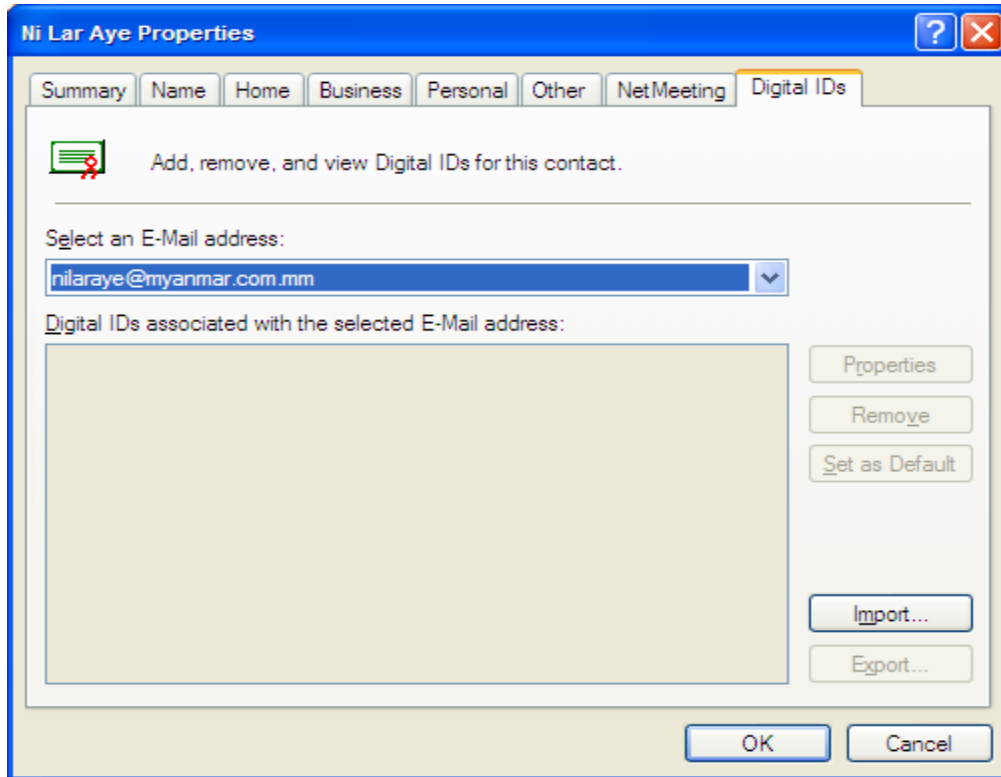 Ni Lar Aye Properties
Summary Name Home Business Personal Other NetMeeting Digital IDs
Add, remove, and view Digital IDs for this contact.
Select an E-Mail address:
nilaraye@myanmar.com.mm
Digital IDs associated with the selected E-Mail address:
Properties
Remove
Set as Default
Import...
Export...
OK Cancel